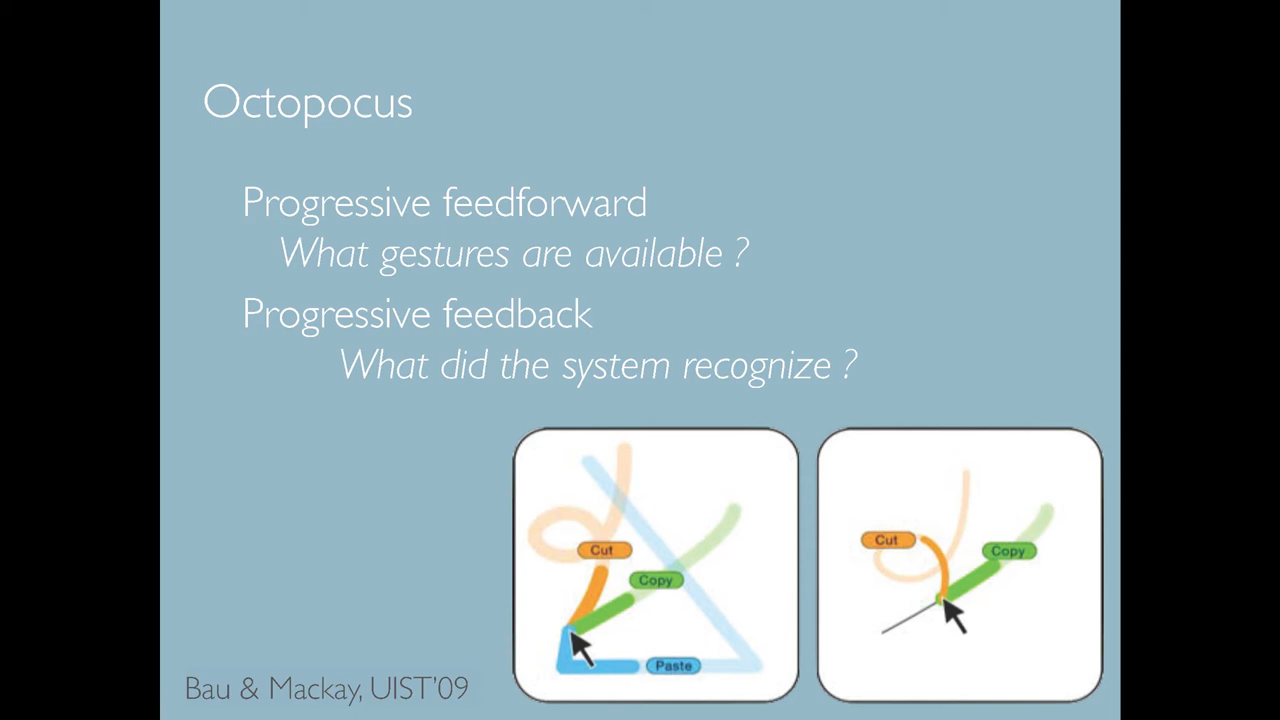 Octopocus
Progressive feedforward
What gestures are available ?
Progressive feedback
What did the system recognize ?
Cut
Copy
Paste
Cut
Copy
Bau & Mackay, UIST'09